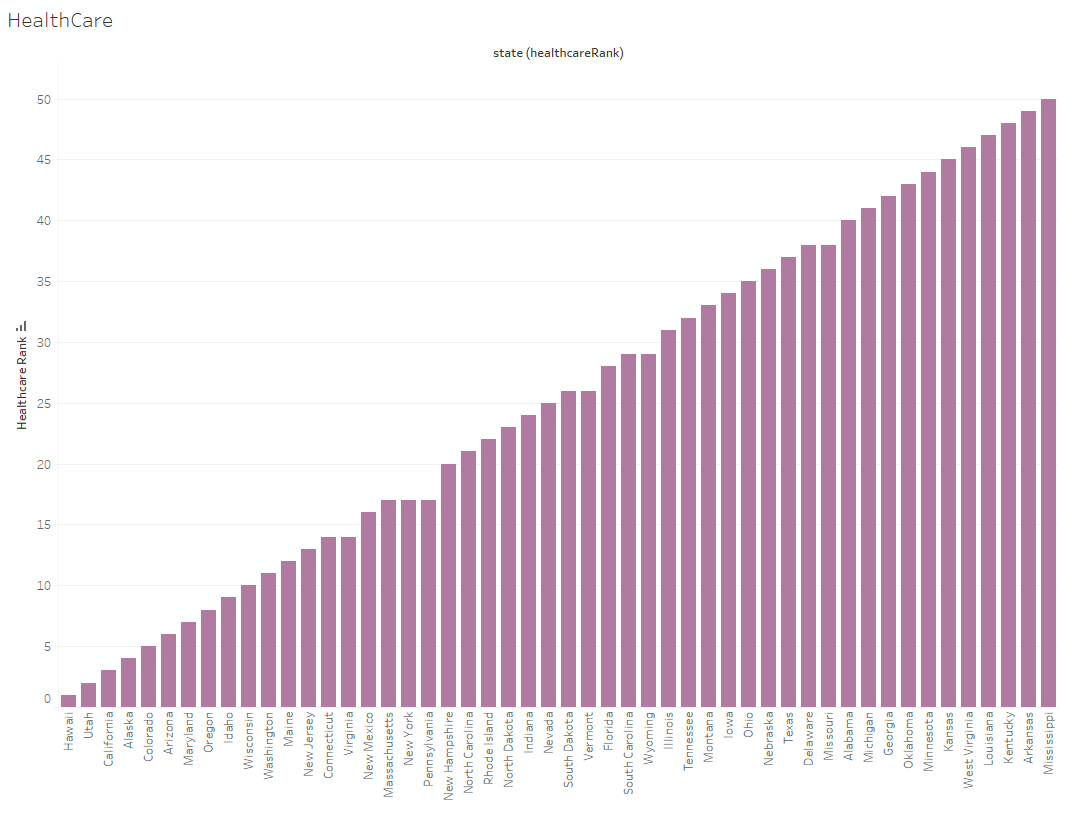 HealthCare
state (healthcareRank)
50
45
40
35
30
25
20
15
10
5
0
Healthcare Rank
Hawaii
Utah
California
Alaska
Colorado
Arizona
Maryland
Oregon
Idaho
Wisconsin
Washington
Maine
New Jersey
Connecticut
Virginia
New Mexico
Massachusetts
New York
Pennsylvania
New Hampshire
North Carolina
Rhode Island
North Dakota
Indiana
Nevada
South Dakota
Vermont
Florida
South Carolina
Wyoming
Illinois
Tennessee
Montana
Iowa
Ohio
Nebraska
Texas
Delaware
Missouri
Alabama
Michigan
Georgia
Oklahoma
Minnesota
Kansas
West Virginia
Louisiana
Kentucky
Arkansas
Mississippi